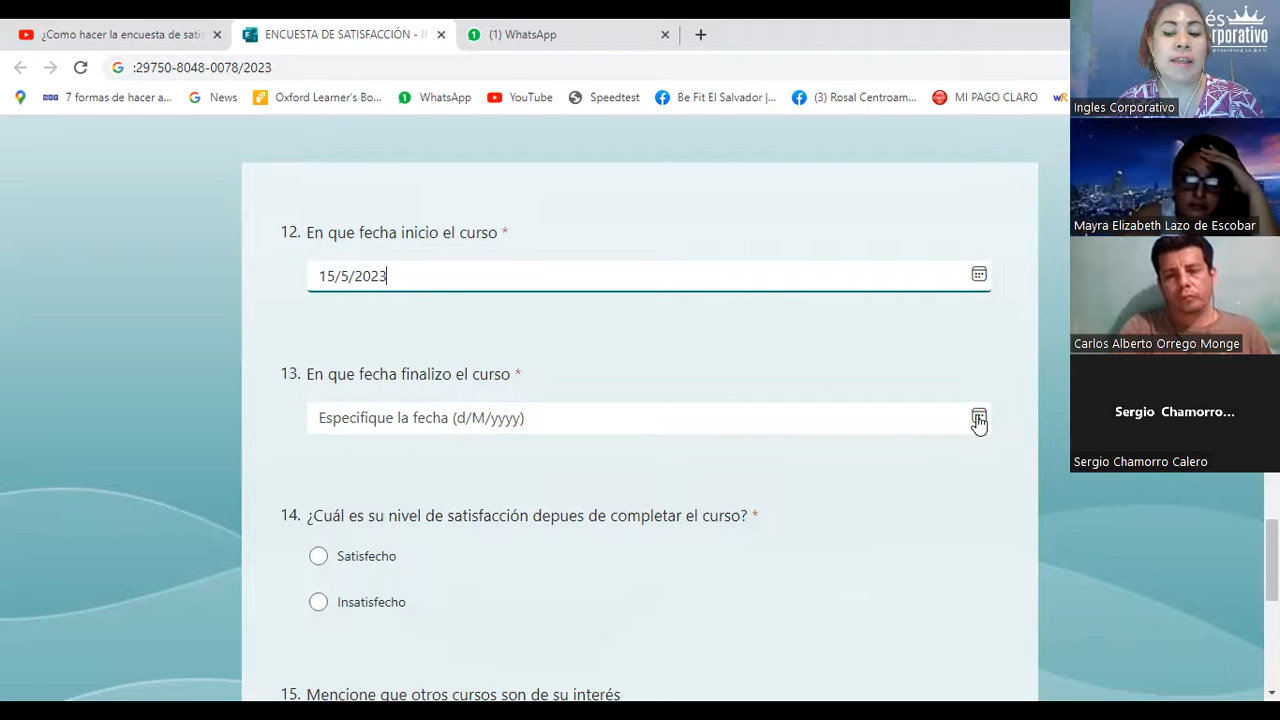 ¿Como hacer la encuesta de sati
ENCUESTA DE SATISFACCIÓN - I
(1) WhatsApp
:29750-8048-0078/2023
7 formas de hacer a...
News
Oxford Learner's Bo...
WhatsApp
YouTube
Speedtest
Be Fit El Salvador |...
(3) Rosal Centroam...
MI PAGO CLARO
12. En que fecha inicio el curso *
15/5/2023
13. En que fecha finalizo el curso *
Especifique la fecha (d/M/yyyy)
14. ¿Cuál es su nivel de satisfacción depues de completar el curso? *
Satisfecho
Insatisfecho
15. Mencione que otros cursos son de su interés
és
rporativo
Ingles Corporativo
Mayra Elizabeth Lazo de Escobar
Carlos Alberto Orrego Monge
Sergio Chamorro...
Sergio Chamorro Calero